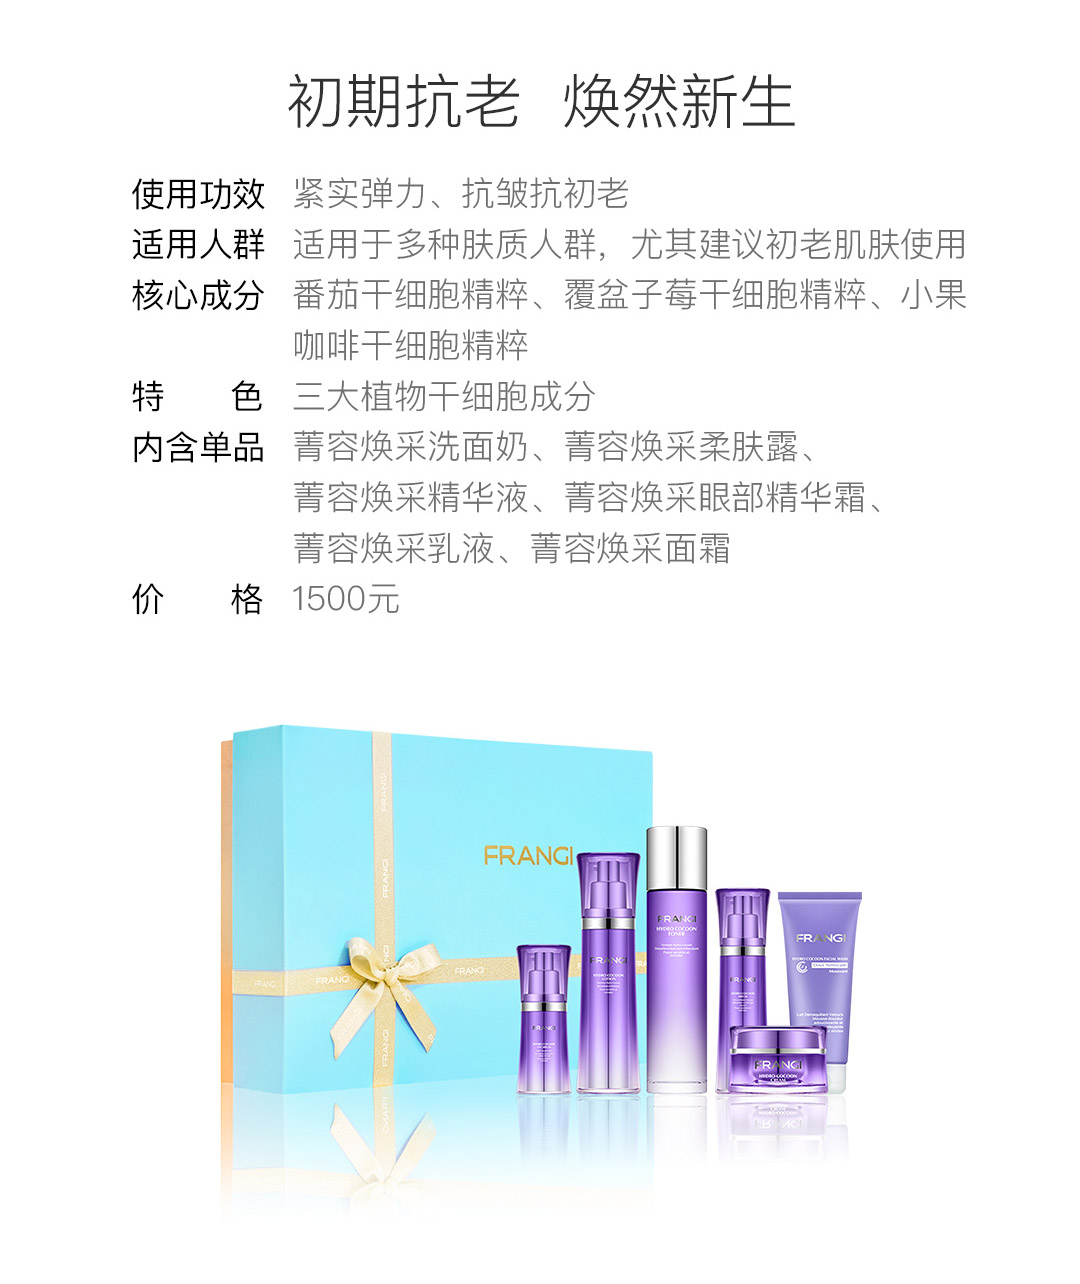 初期抗老 焕然新生
使用功效 紧实弹力、抗皱抗初老
适用人群 适用于多种肤质人群，尤其建议初老肌肤使用
核心成分 番茄干细胞精粹、覆盆子莓干细胞精粹、小果
咖啡干细胞精粹
特色 三大植物干细胞成分
内含单品 菁容焕采洗面奶、菁容焕采柔肤露、
菁容焕采精华液、菁容焕采眼部精华霜、
菁容焕采乳液、菁容焕采面霜
价格 1500元
FRANGI
FRANGI
FRANGI
FRANGI
FRANGI
FRANGI
FRANGI
FRANGI
FRANGI
HYDRO-COCOON
LOTION
FRANGI
HYDRO COCOON
TONER
FRANGI
HYDRO-COCOON FACIAL WASH
Doux Nettoyant
Moussant
FRANGI
HYDRO-COCOON
CREAM